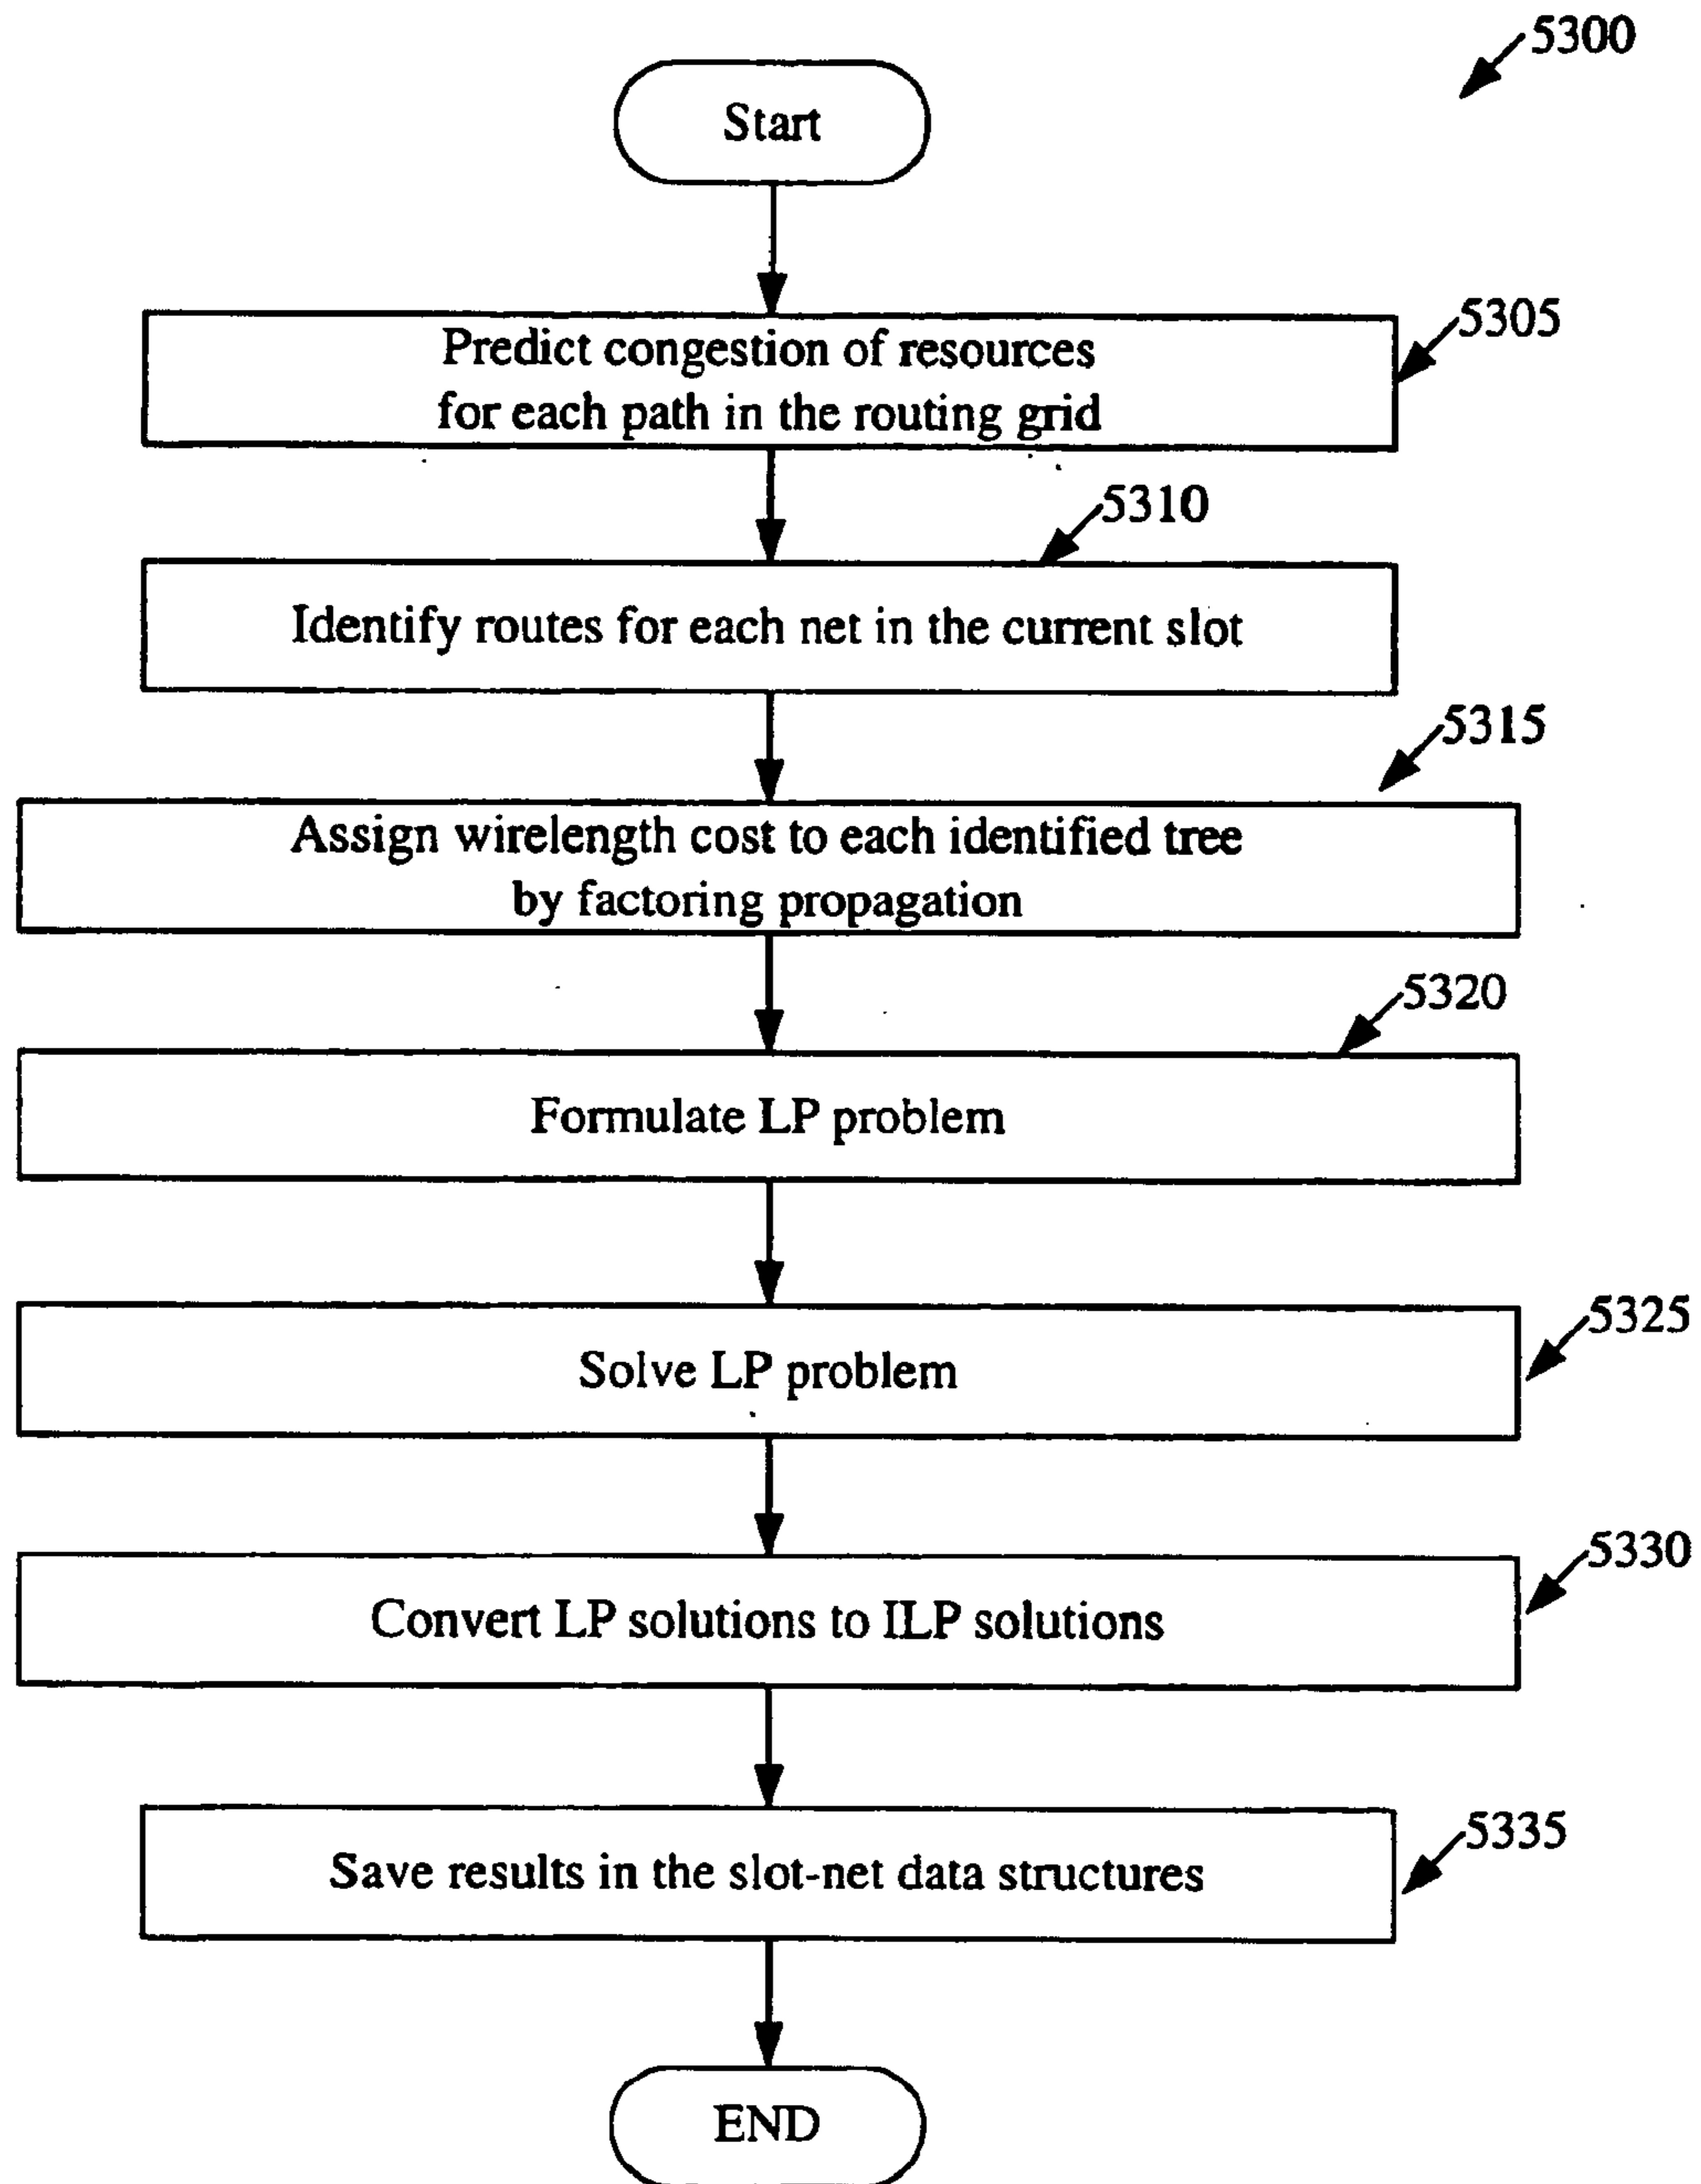 5300
Start
5305
Predict congestion of resources
for each path in the routing grid
5310
Identify routes for each net in the current slot
5315
Assign wirelength cost to each identified tree
by factoring propagation
5320
Formulate LP problem
5325
Solve LP problem
5330
Convert LP solutions to ILP solutions
5335
Save results in the slot-net data structures
END